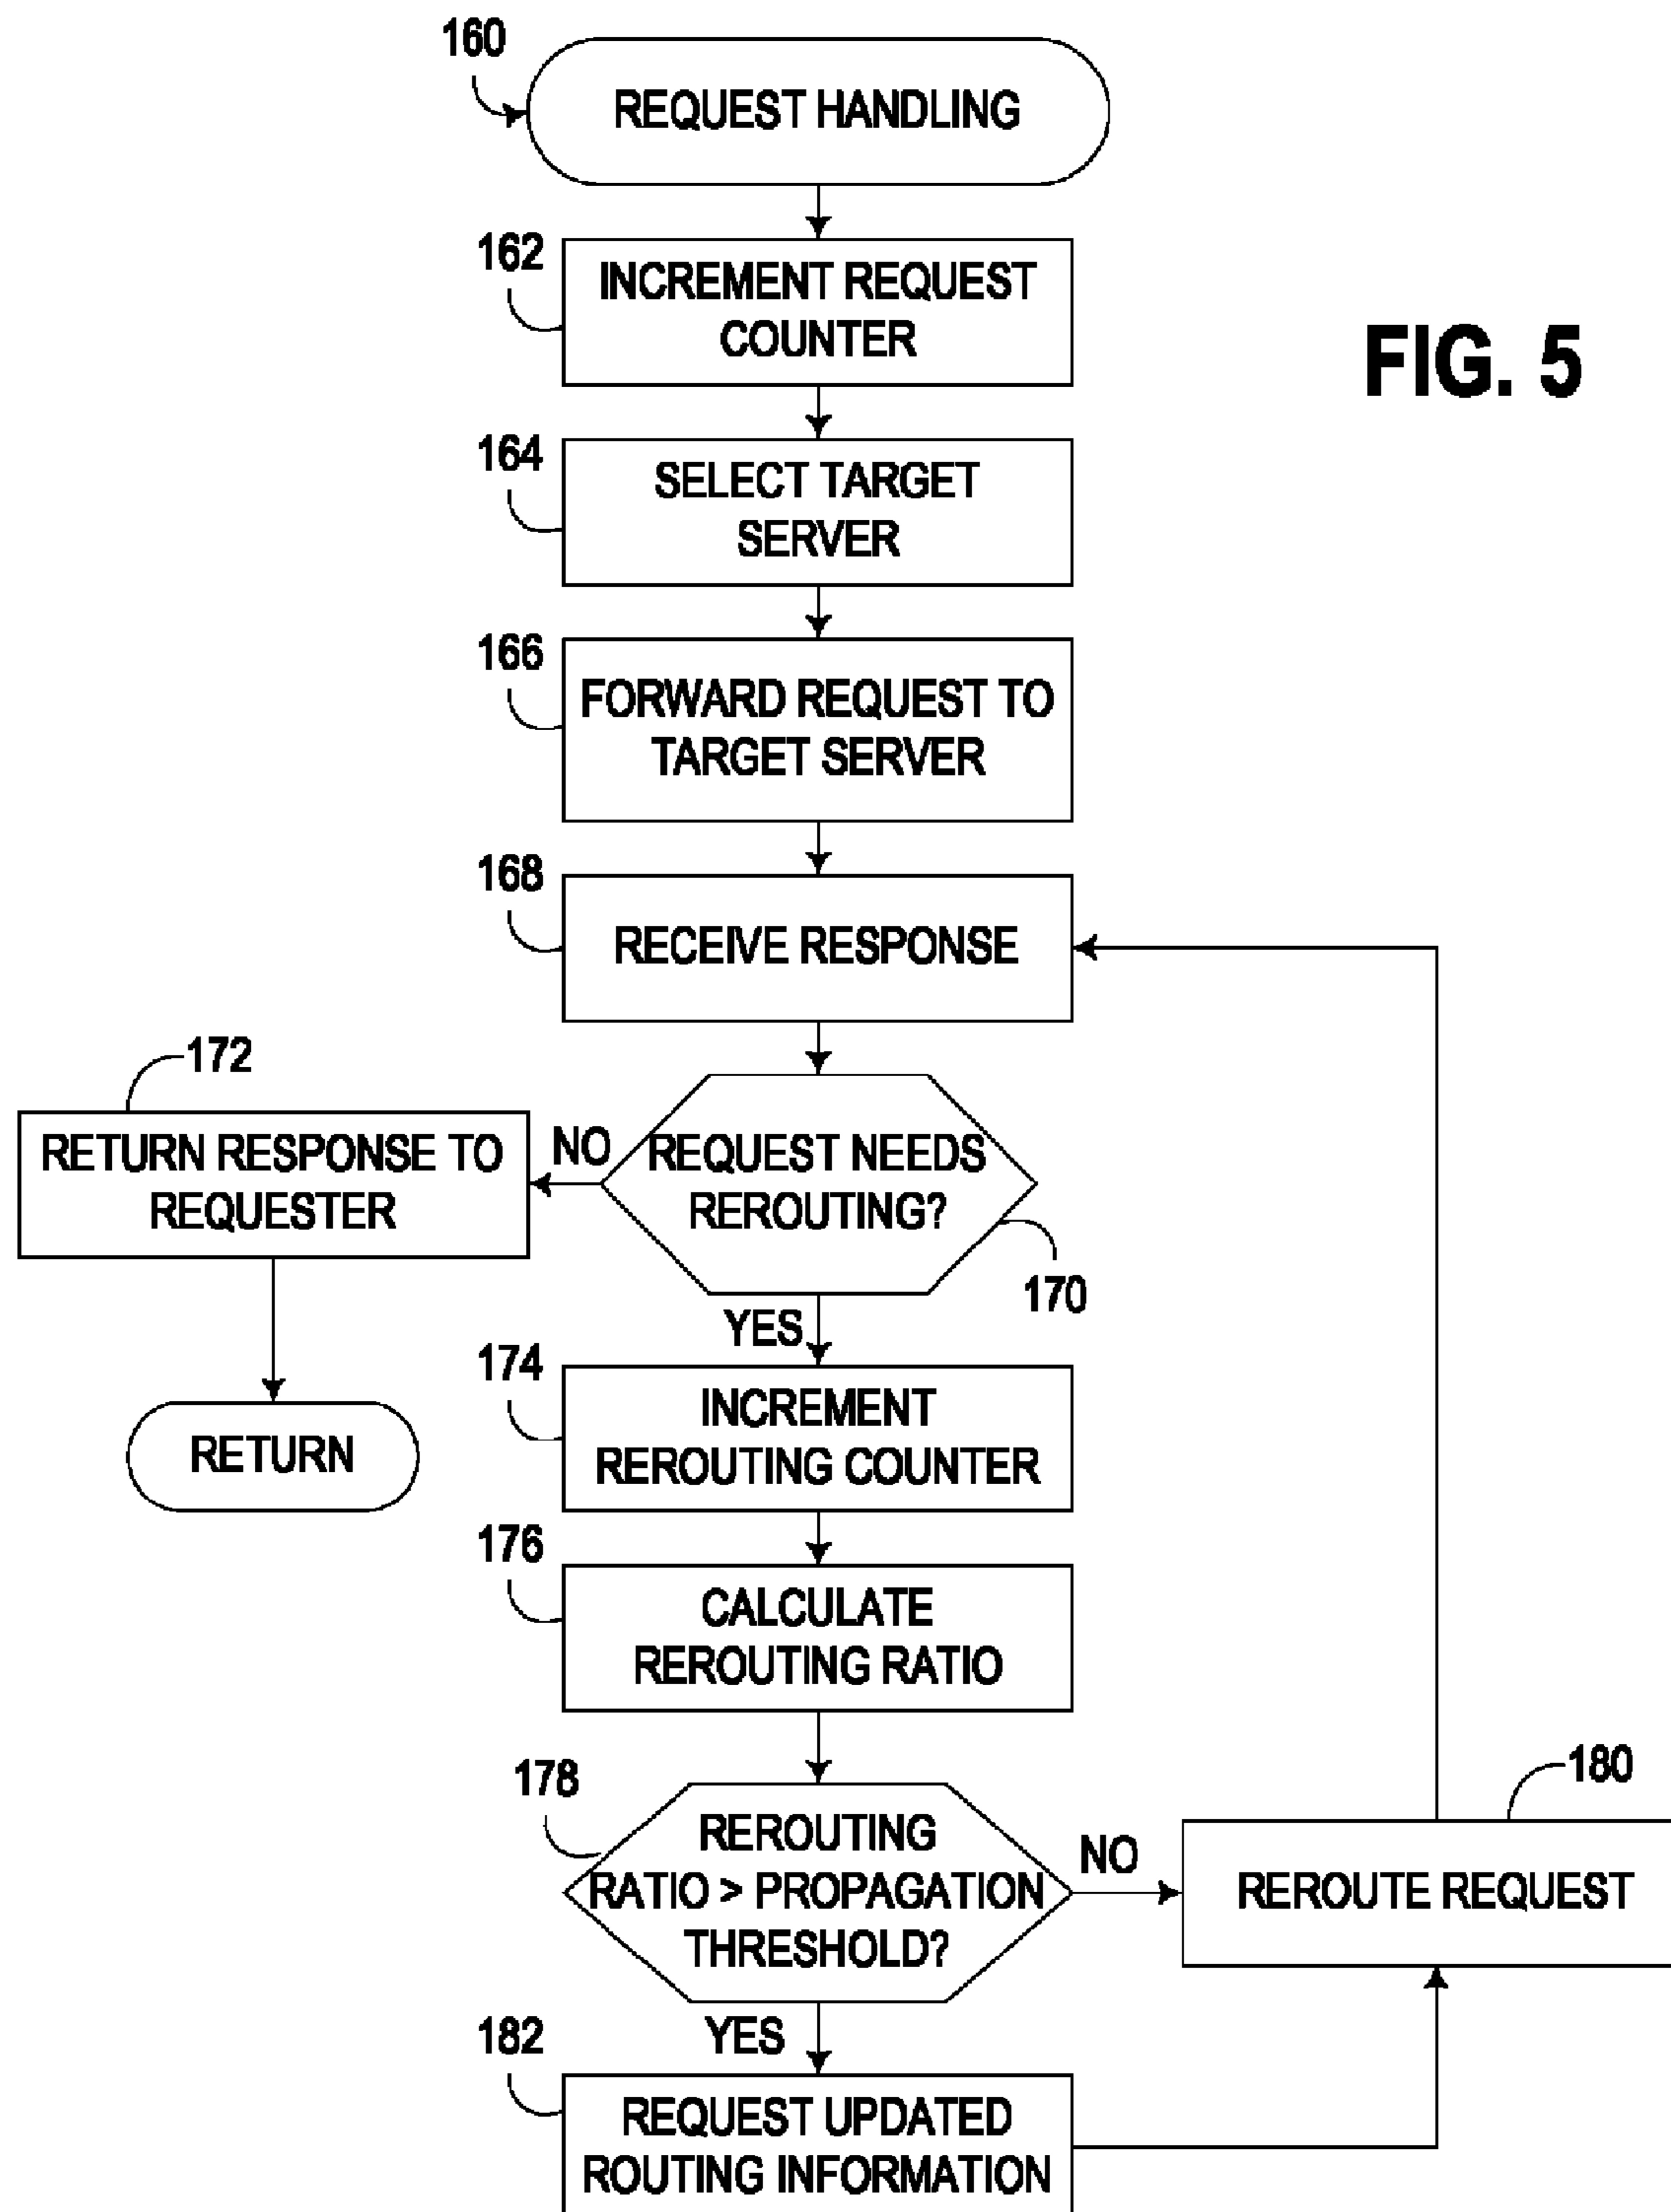 160
REQUEST HANDLING
162
INCREMENT REQUEST
COUNTER
FIG. 5
164
SELECT TARGET
SERVER
166
FORWARD REQUEST TO
TARGET SERVER
168
RECEIVE RESPONSE
172
RETURN RESPONSE TO
REQUESTER
NO
REQUEST NEEDS
REROUTING?
170
YES
RETURN
174
INCREMENT
REROUTING COUNTER
176
CALCULATE
REROUTING RATIO
178
REROUTING
RATIO > PROPAGATION
THRESHOLD?
NO
180
REROUTE REQUEST
YES
182
REQUEST UPDATED
ROUTING INFORMATION